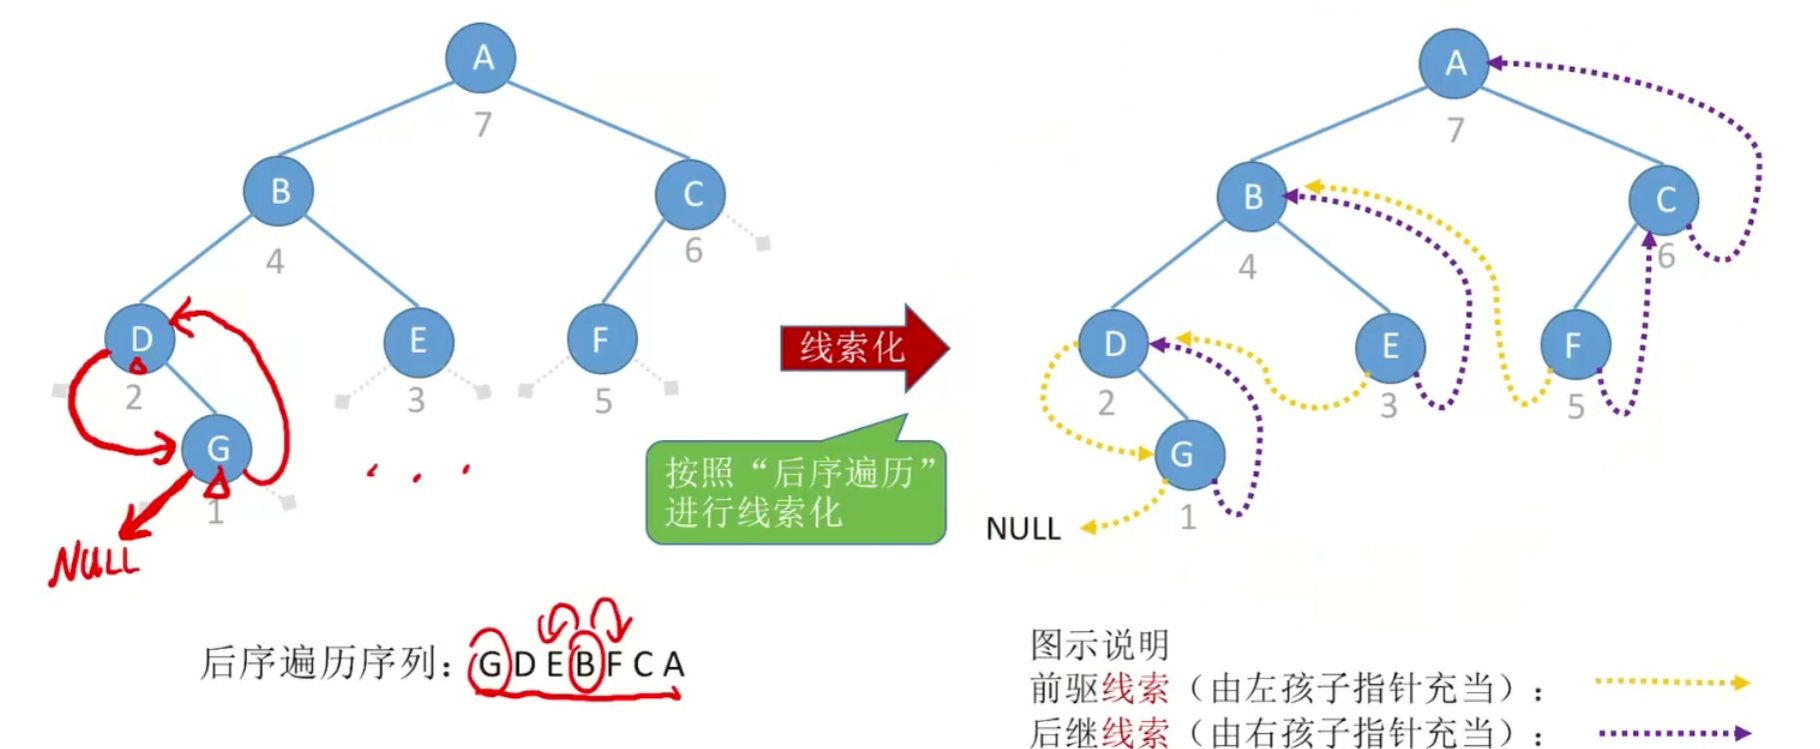 A
7
B
C
4
6
D
E
F
2
3
5
G
1
NULL
后序遍历序列：GDEBFCA
线索化
按照“后序遍历”
进行线索化
A
7
B
C
4
6
D
E
F
2
3
5
G
1
NULL
图示说明
前驱线索（由左孩子指针充当）：
后继线索（由右孩子指针充当）：